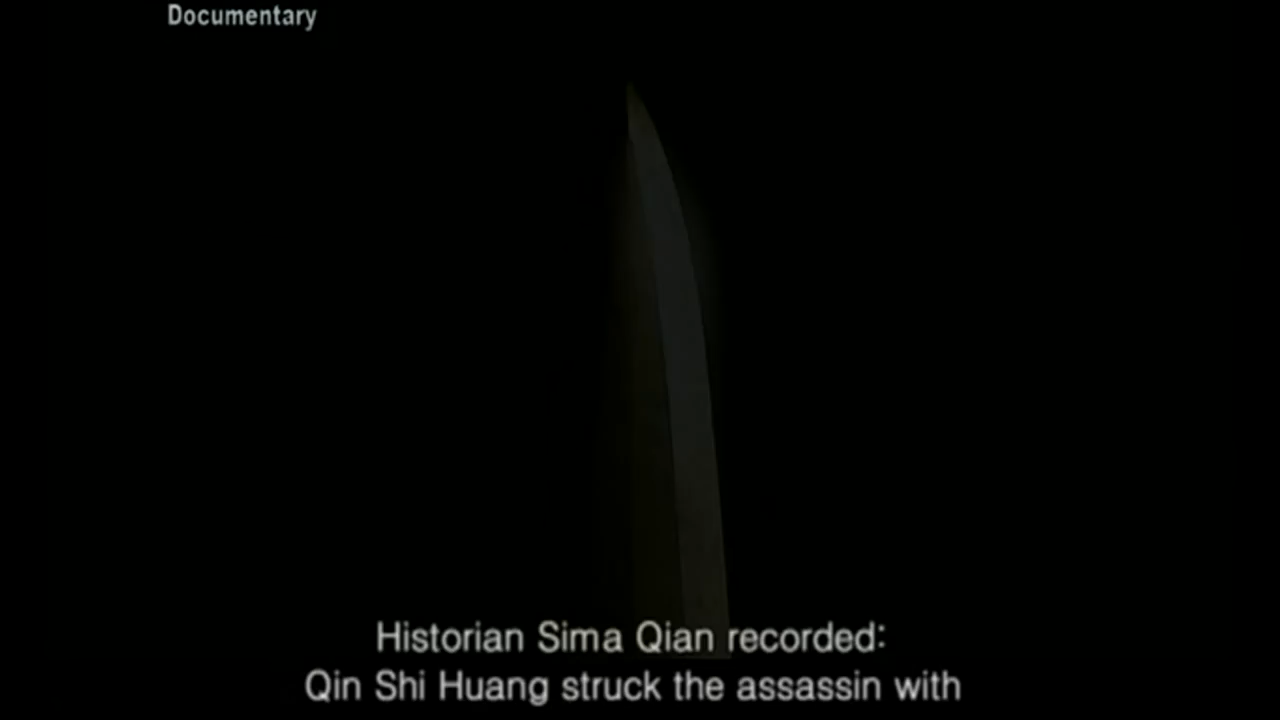 Documentary
Historian Sima Qian recorded:
Qin Shi Huang struck the assassin with